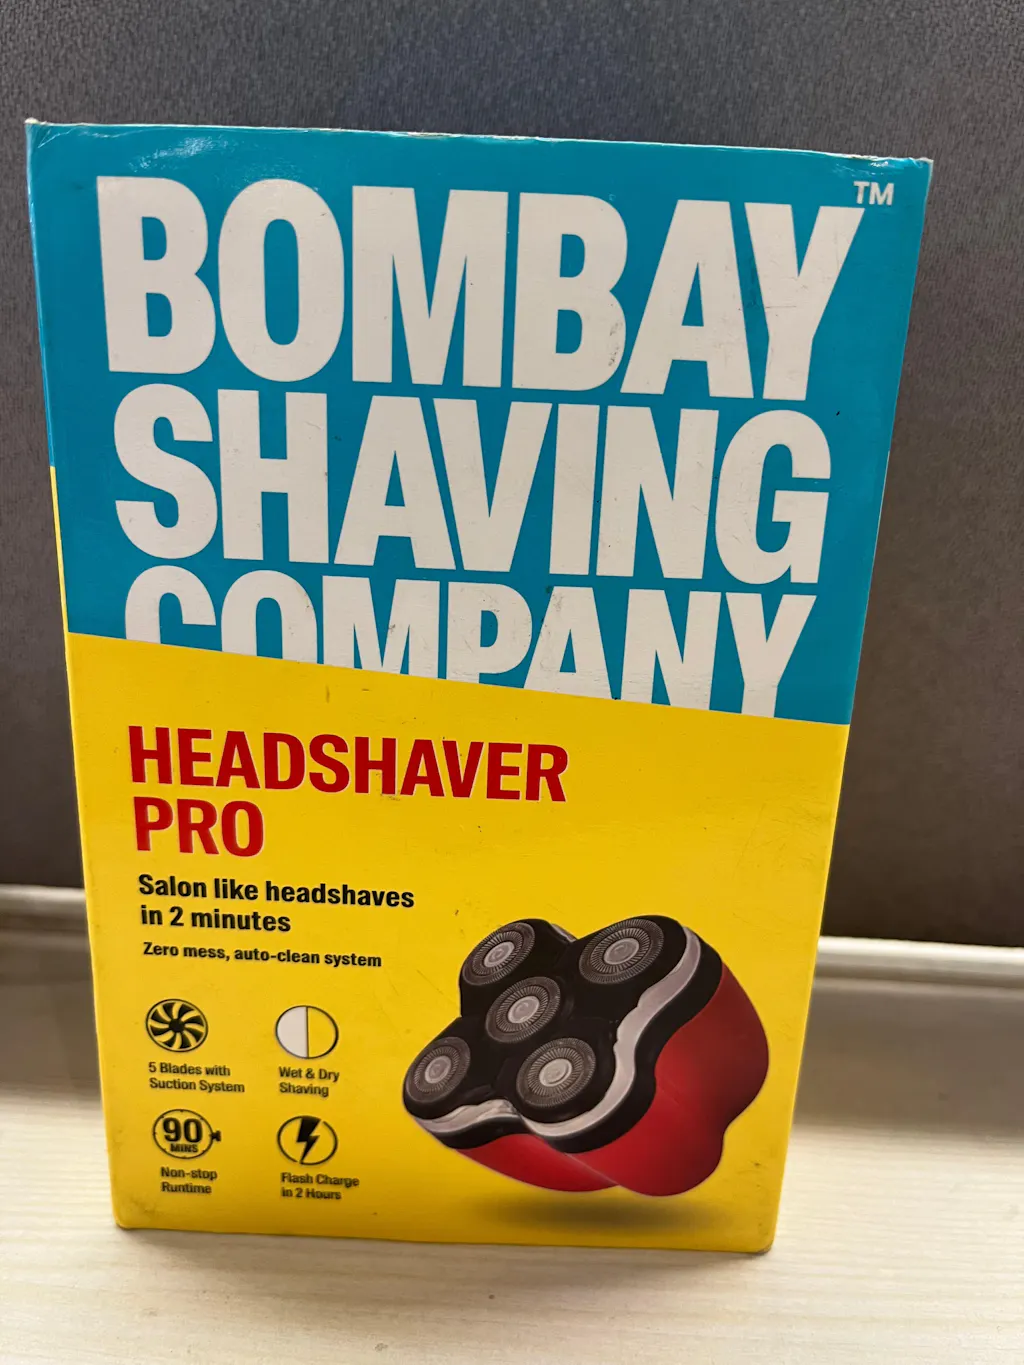 BOMBAY™
SHAVING
COMPANY
HEADSHAVER
PRO
Salon like headshaves
in 2 minutes
Zero mess, auto-clean system
5 Blades with
Suction System
Wet & Dry
Shaving
90
MINS
Non-stop
Runtime
Flash Charge
in 2 Hours